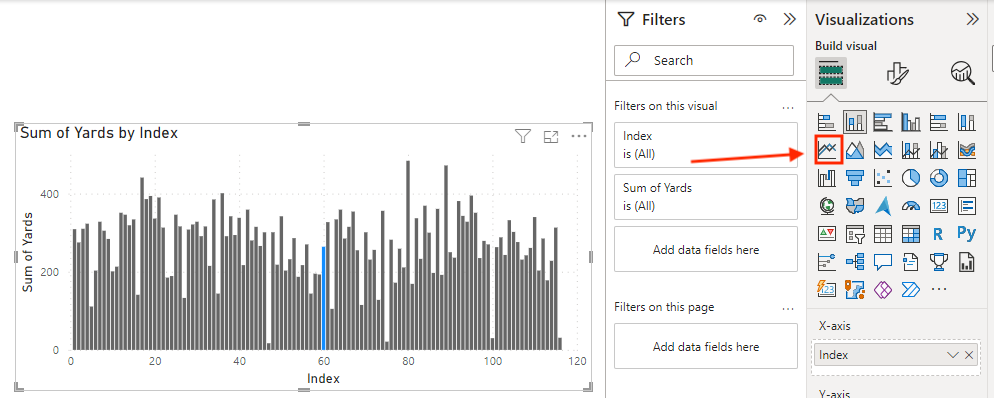 Sum of Yards by Index
Sum of Yards
400
200
0
0
20
40
60
80
100
120
Index
Filters
Search
Filters on this visual
...
Index
is (All)
Sum of Yards
is (All)
Add data fields here
Filters on this page
...
Add data fields here
Visualizations
Build visual
123
R
Py
123
...
X-axis
Index
Y-axis